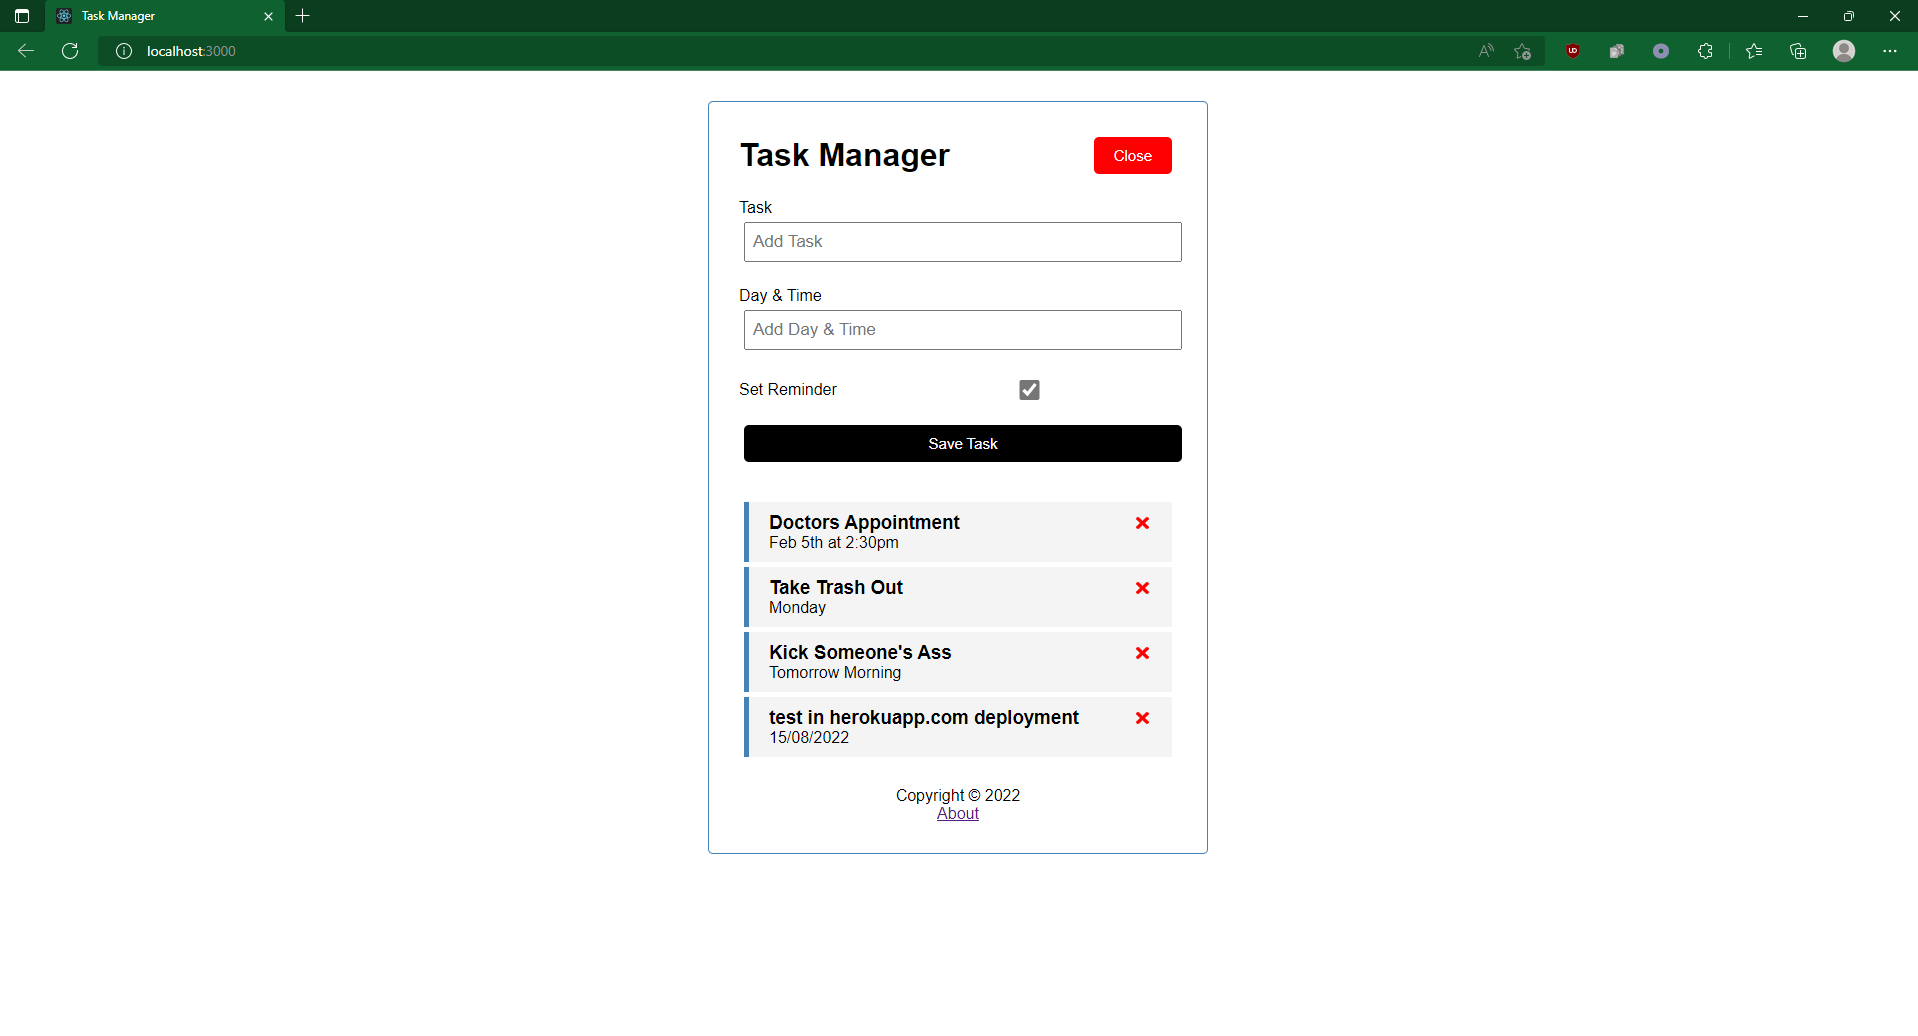 Task Manager
localhost:3000
Task Manager
Close
Task
Add Task
Day & Time
Add Day & Time
Set Reminder
Save Task
Doctors Appointment
Feb 5th at 2:30pm
Take Trash Out
Monday
Kick Someone's Ass
Tomorrow Morning
test in herokuapp.com deployment
15/08/2022
Copyright © 2022
About